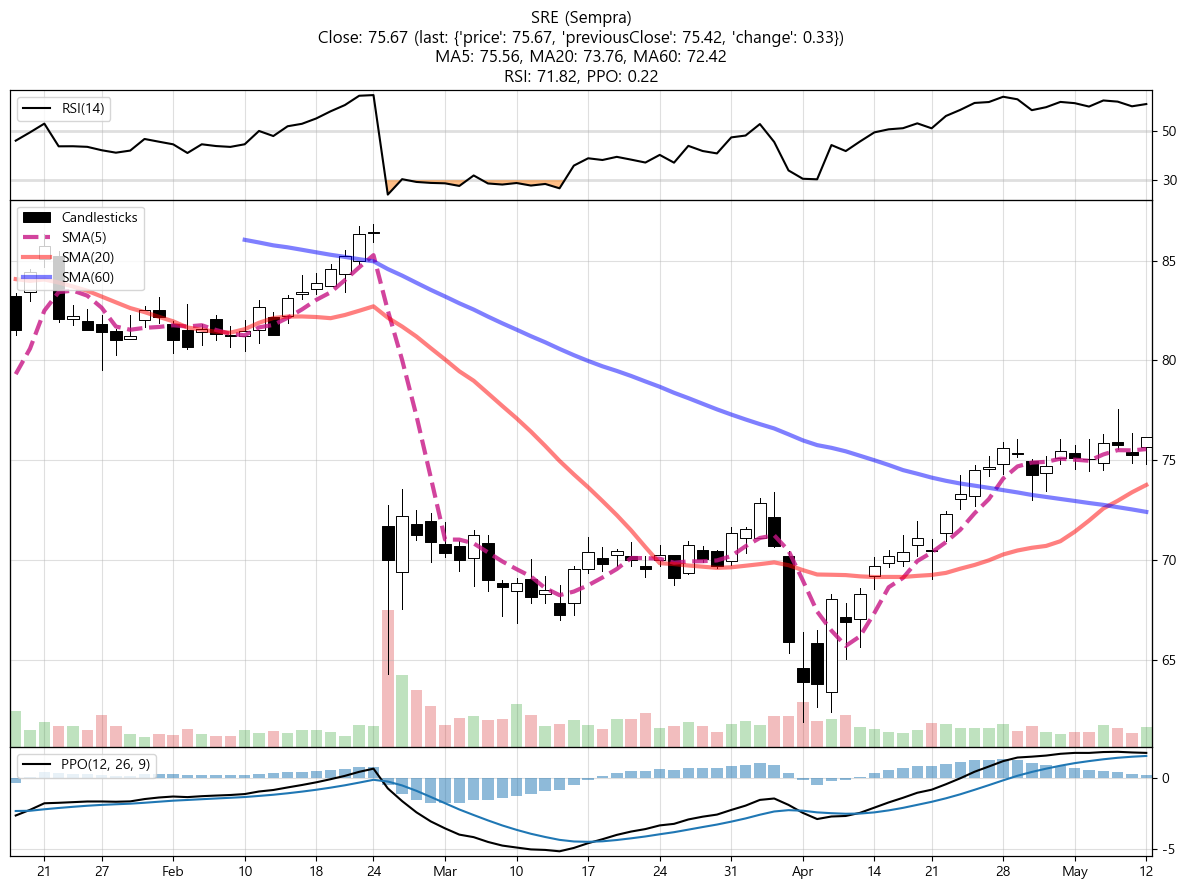 SRE (Sempra)
Close: 75.67 (last: {'price': 75.67, 'previousClose': 75.42, 'change': 0.33})
MA5: 75.56, MA20: 73.76, MA60: 72.42
RSI: 71.82, PPO: 0.22
RSI(14)
50
30
Candlesticks
SMA(5)
SMA(20)
SMA(60)
85
80
75
70
65
PPO(12, 26, 9)
0
-5
21 27 Feb 10 18 24 Mar 10 17 24 31 Apr 14 21 28 May 12